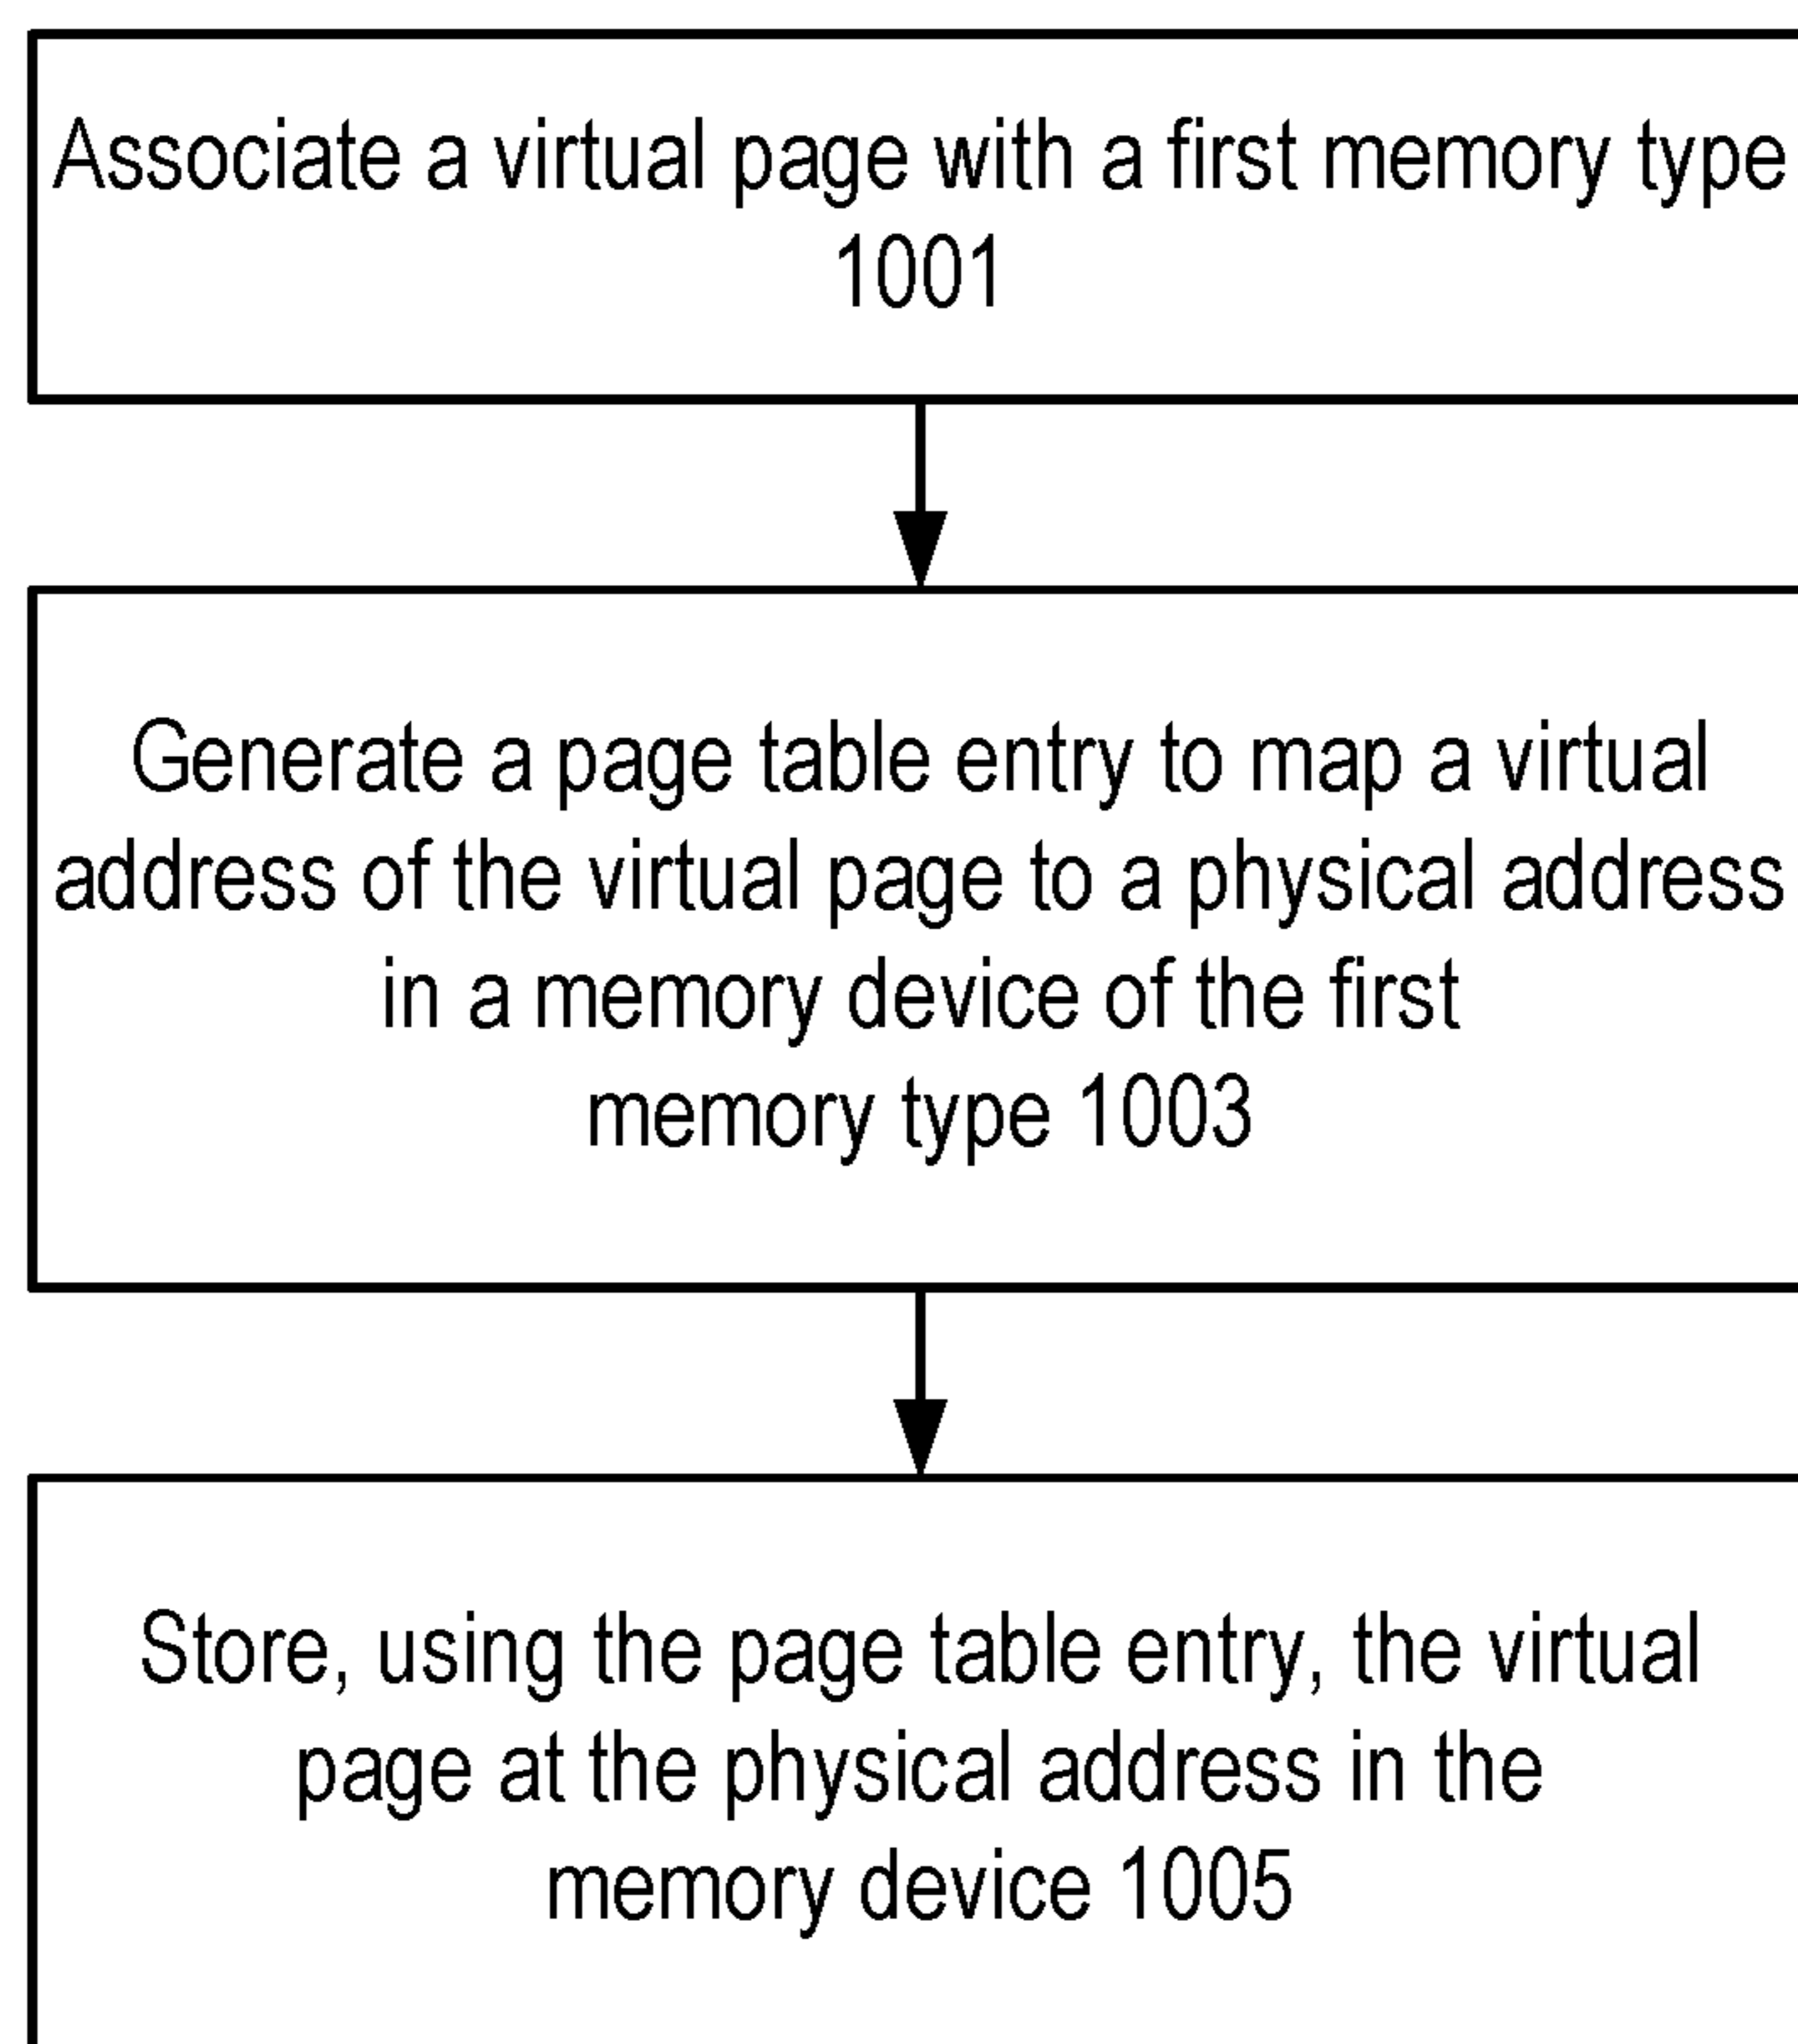 Associate a virtual page with a first memory type
1001
Generate a page table entry to map a virtual
address of the virtual page to a physical address
in a memory device of the first
memory type 1003
Store, using the page table entry, the virtual
page at the physical address in the
memory device 1005